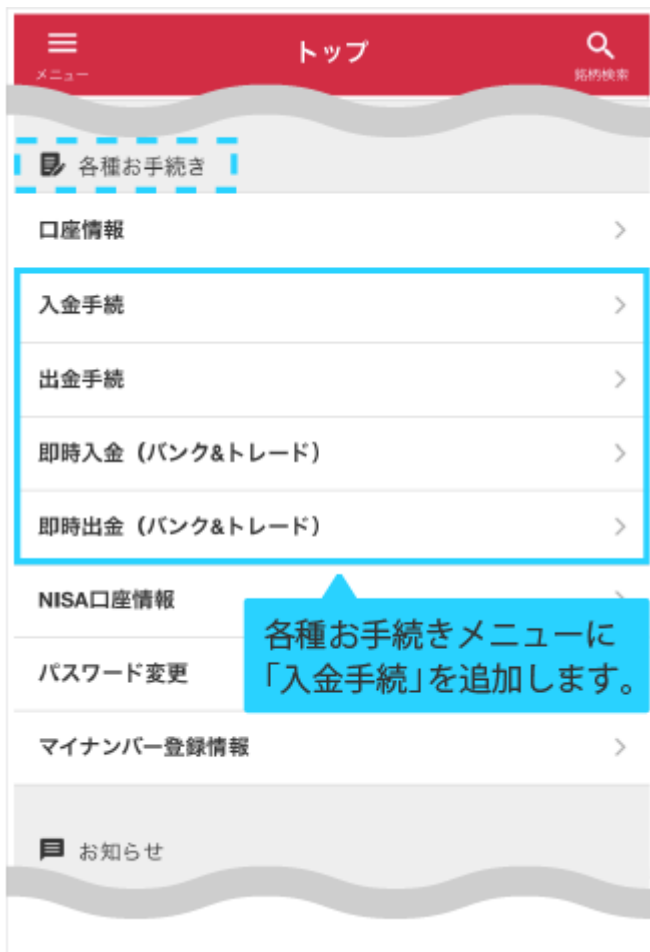 トップ
メニュー
銘柄検索
各種お手続き
口座情報
入金手続
出金手続
即時入金（バンク&トレード）
即時出金（バンク&トレード）
NISA口座情報
各種お手続きメニューに
「入金手続」を追加します。
パスワード変更
マイナンバー登録情報
お知らせ